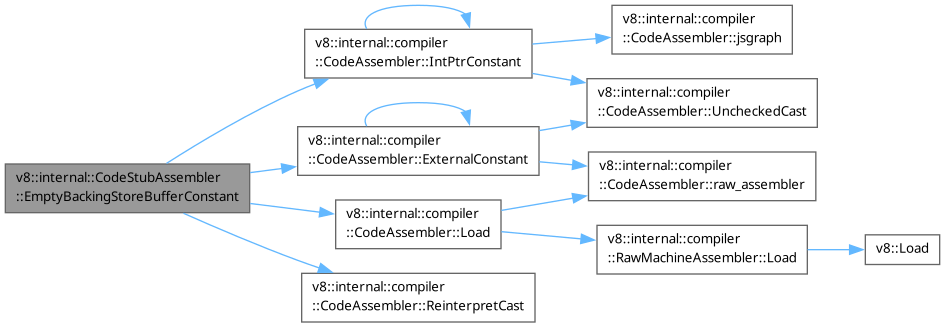 v8::internal::CodeStubAssembler
::EmptyBackingStoreBufferConstant
v8::internal::compiler
::CodeAssembler::IntPtrConstant
v8::internal::compiler
::CodeAssembler::jsgraph
v8::internal::compiler
::CodeAssembler::UncheckedCast
v8::internal::compiler
::CodeAssembler::ExternalConstant
v8::internal::compiler
::CodeAssembler::raw_assembler
v8::internal::compiler
::CodeAssembler::Load
v8::internal::compiler
::RawMachineAssembler::Load
v8::Load
v8::internal::compiler
::CodeAssembler::ReinterpretCast